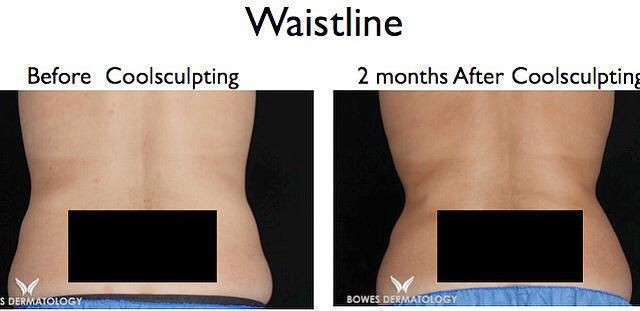 Waistline
Before Coolsculpting
2 months After Coolsculpting
S DERMATOLOGY
BOWES DERMATOLOGY